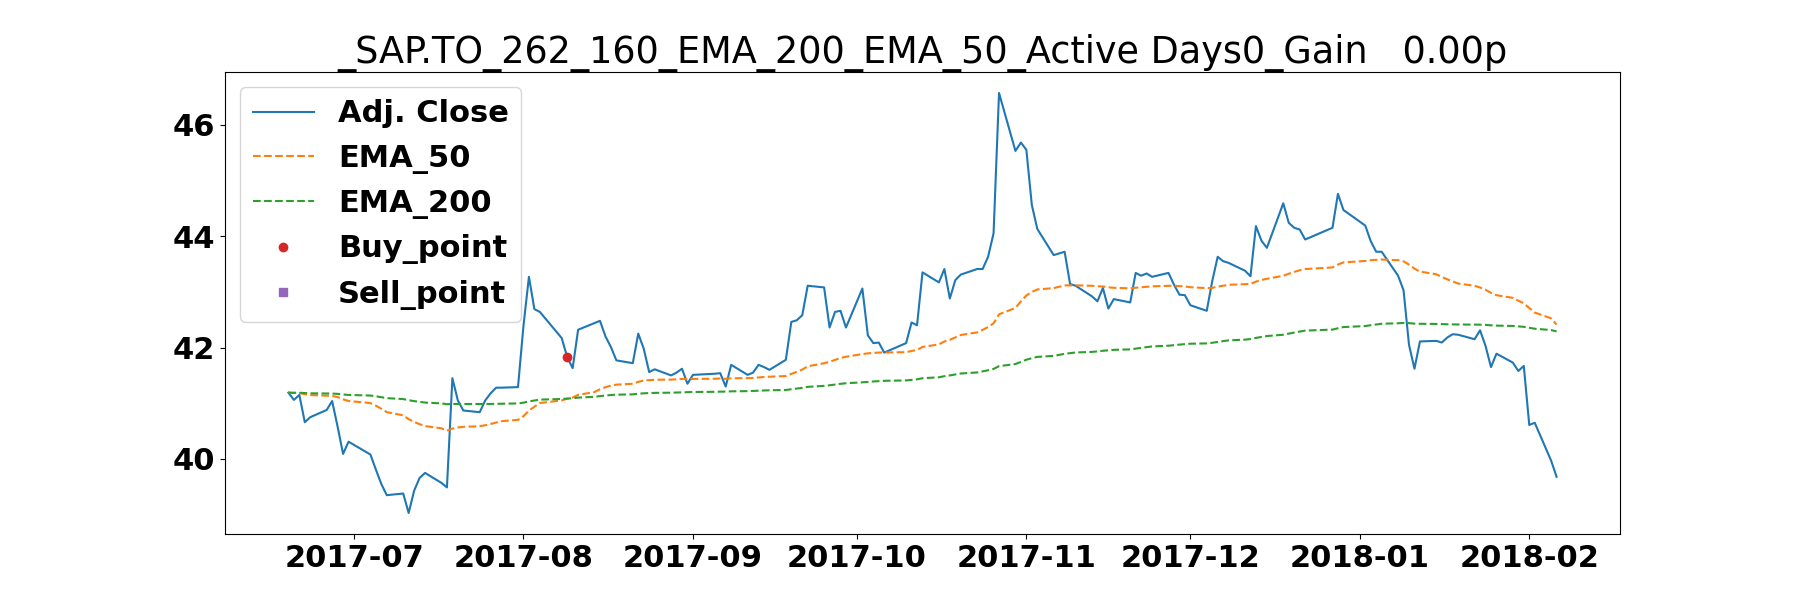 _SAP.TO_262_160_EMA_200_EMA_50_Active Days0_Gain   0.00p
Adj. Close
EMA_50
EMA_200
Buy_point
Sell_point
46
44
42
40
2017-07 2017-08 2017-09 2017-10 2017-11 2017-12 2018-01 2018-02